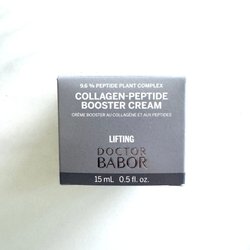 9.6 % PEPTIDE PLANT COMPLEX
COLLAGEN-PEPTIDE
BOOSTER CREAM
CRÈME BOOSTER AU COLLAGÈNE ET AUX PEPTIDES
LIFTING
DOCTOR
BABOR
15 mL 0.5 fl. oz.